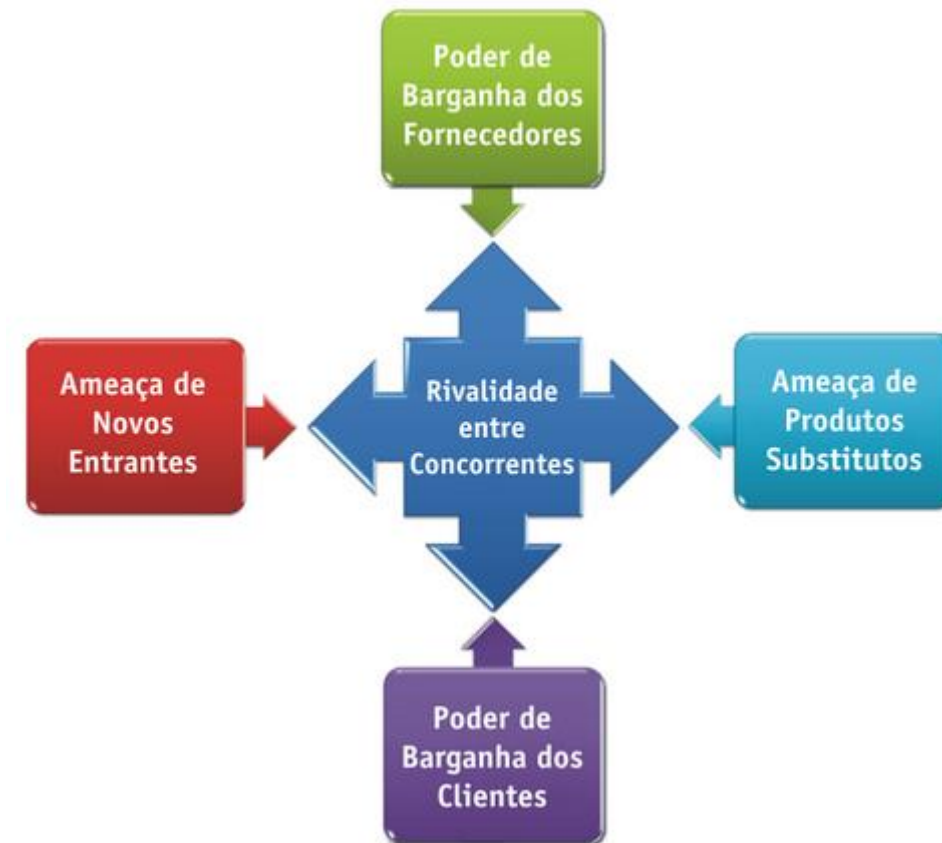 Poder de
Barganha dos
Fornecedores
Ameaça de
Novos
Entrantes
Rivalidade
entre
Concorrentes
Ameaça de
Produtos
Substitutos
Poder de
Barganha dos
Clientes